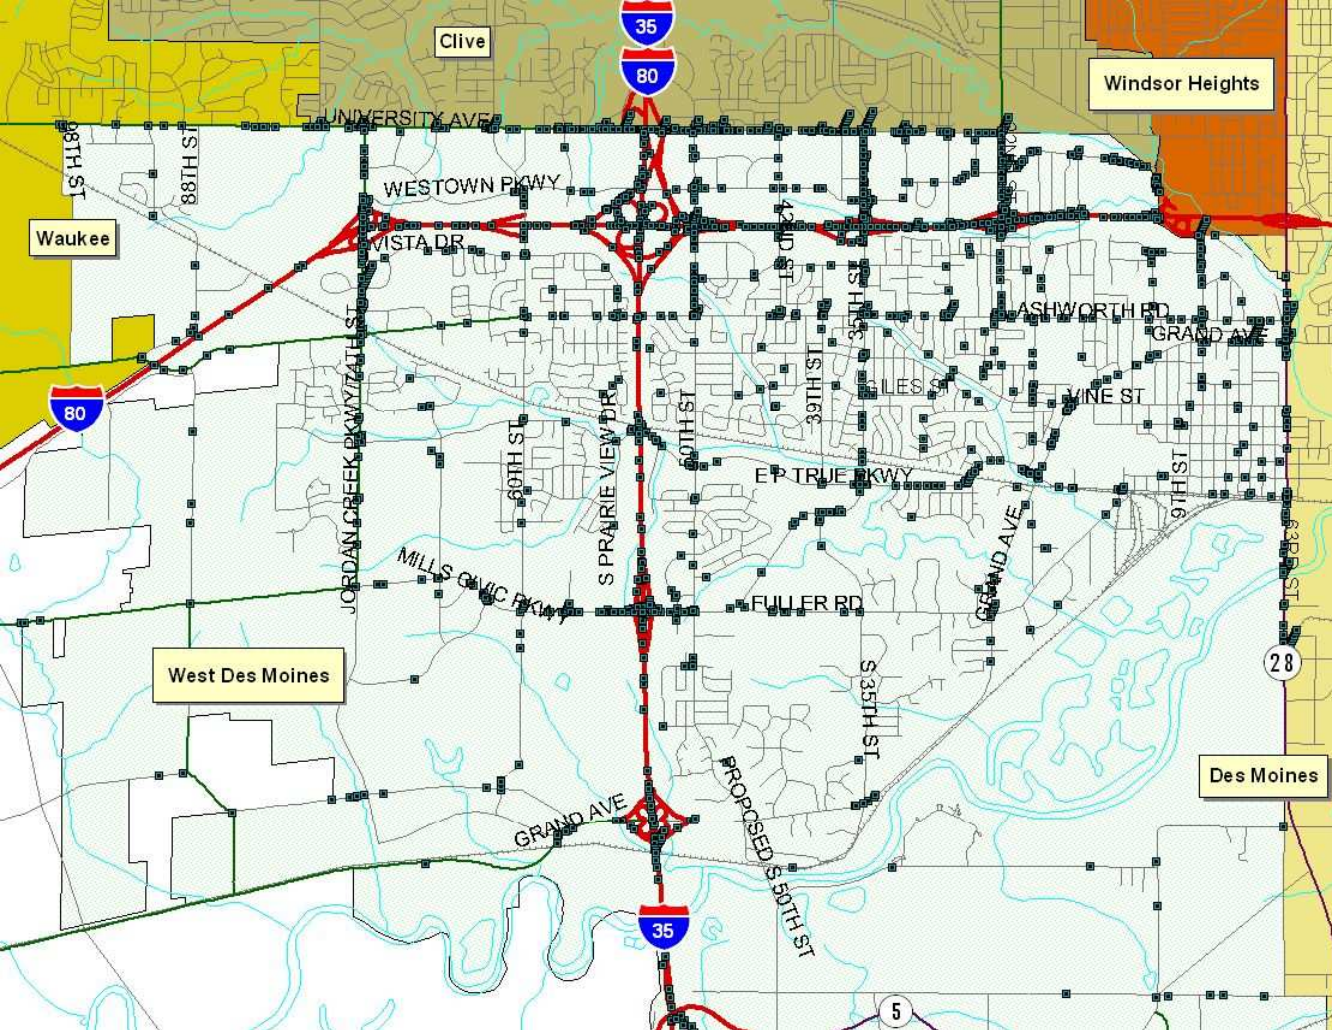 35
Clive
80
Windsor Heights
UNIVERSITY AVE
98TH ST
88TH ST
WESTOWN PKWY
Waukee
VISTA DR
42ND ST
35TH ST
ASHWORTH RD
GRAND AVE
JORDAN CREEK PKWY/74TH ST
39TH ST
GILES ST
VINE ST
80
S PRAIRIE VIEW DR
60TH ST
50TH ST
E P TRUE PKWY
9TH ST
GRAND AVE
63RD ST
MILLS CIVIC PKWY
FULLER RD
West Des Moines
28
S 35TH ST
Des Moines
PROPOSED S 50TH ST
GRAND AVE
35
5